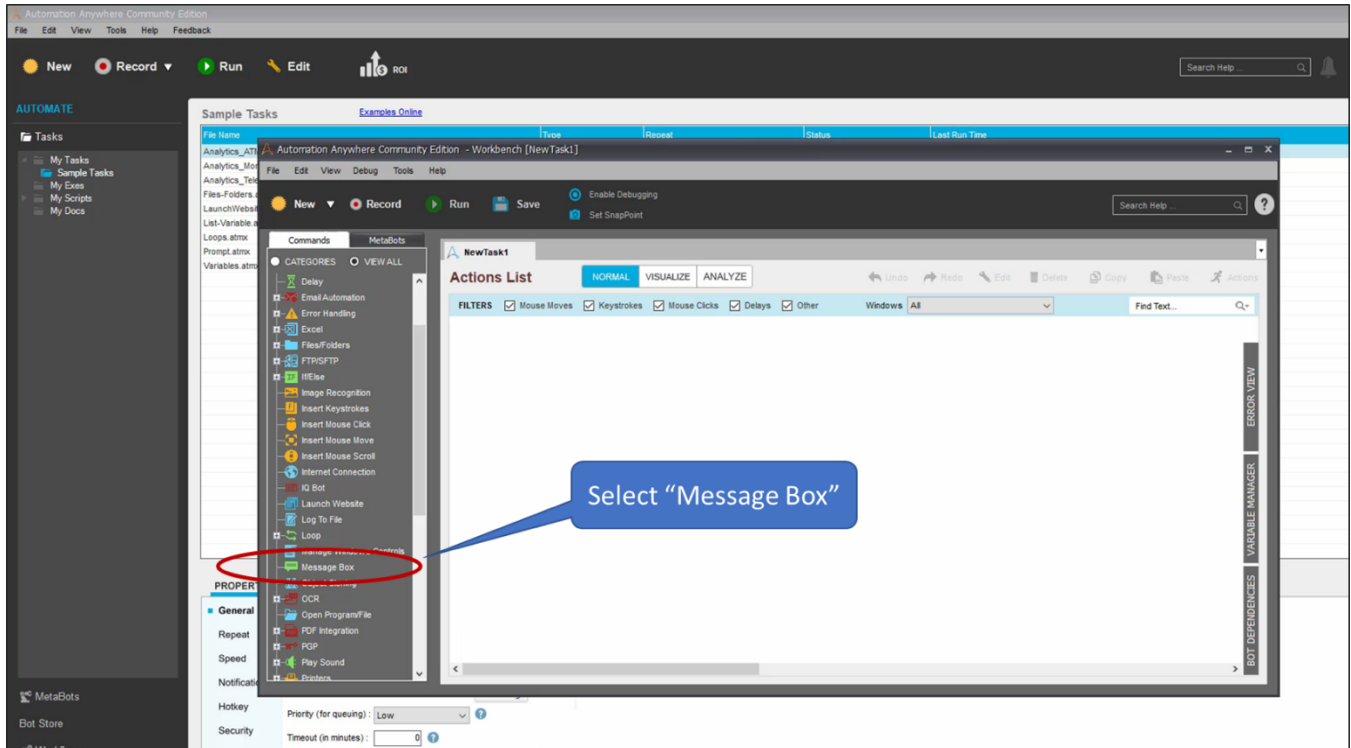 Automation Anywhere Community Edition
File Edit View Tools Help Feedback
New Record Run Edit ROI
Search Help ...
AUTOMATE
Tasks
My Tasks
Sample Tasks
My Exes
My Scripts
My Docs
MetaBots
Bot Store
Sample Tasks Examples Online
File Name Type Repeat Status Last Run Time
Files-Folders.
Loops.atmx
Prompt.atmx
General
Repeat
Speed
Hotkey
Security
Priority (for queuing) : Low
Timeout (in minutes) : 0
Automation Anywhere Community Edition - Workbench [NewTask1]
File Edit View Debug Tools Help
New Record Run Save
Enable Debugging
Set SnapPoint
Search Help ...
Commands MetaBots
CATEGORIES VIEW ALL
Delay
Email Automation
Error Handling
Excel
Files/Folders
FTP/SFTP
If/Else
Image Recognition
Insert Keystrokes
Insert Mouse Click
Insert Mouse Move
Insert Mouse Scroll
Internet Connection
IQ Bot
Launch Website
Log To File
Loop
Message Box
OCR
Open Program/File
PDF Integration
PGP
Play Sound
Printers
NewTask1
Actions List NORMAL VISUALIZE ANALYZE Undo Redo Edit Delete Copy Paste Actions
FILTERS Mouse Moves Keystrokes Mouse Clicks Delays Other Windows All Find Text...
Select “Message Box”
ERROR VIEW
VARIABLE MANAGER
BOT DEPENDENCIES